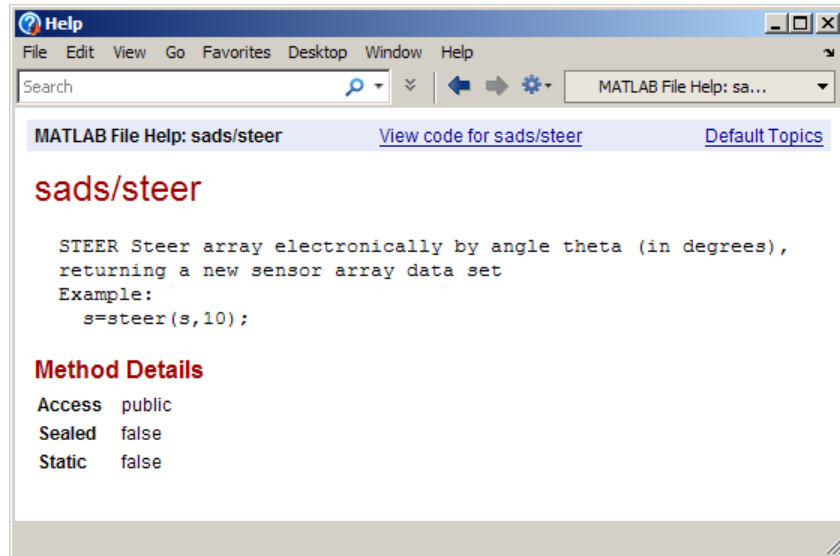 Help
File Edit View Go Favorites Desktop Window Help
Search
MATLAB File Help: sa...
MATLAB File Help: sads/steer View code for sads/steer Default Topics
sads/steer
STEER Steer array electronically by angle theta (in degrees),
returning a new sensor array data set
Example:
s=steer(s,10);
Method Details
Access public
Sealed false
Static false